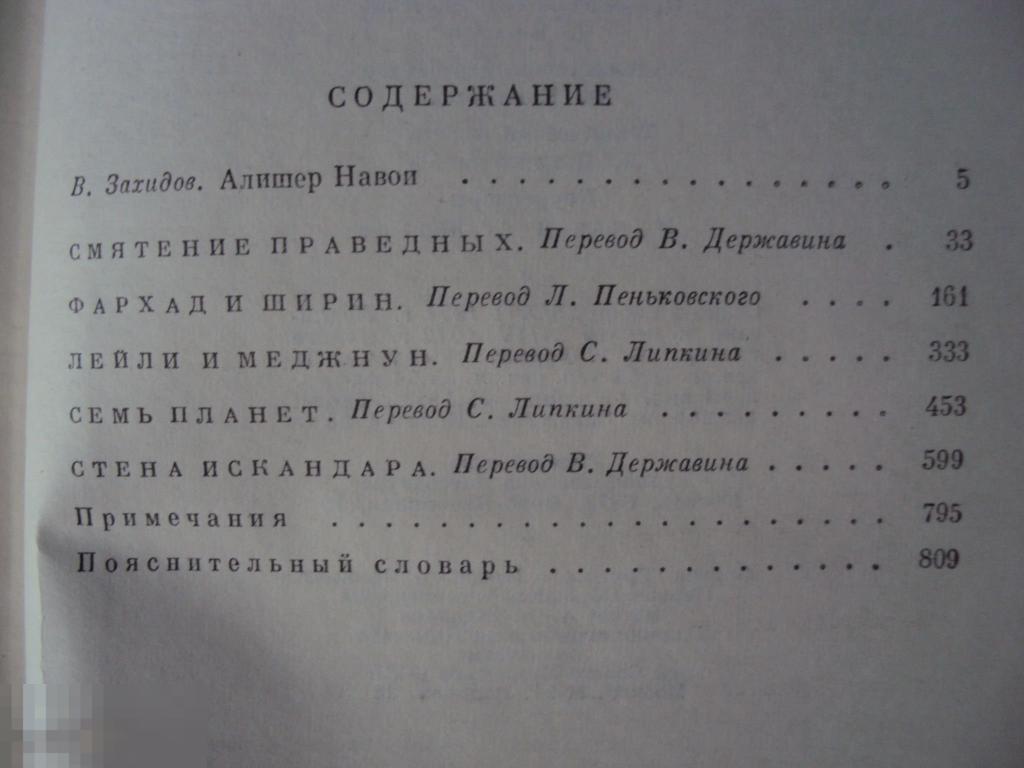 СОДЕРЖАНИЕ
В. Захидов. Алишер Навои . . . . . . . . . . . . . . . . . 5
СМЯТЕНИЕ ПРАВЕДНЫХ. Перевод В. Державина . 33
ФАРХАД И ШИРИН. Перевод Л. Пеньковского . . . . 161
ЛЕЙЛИ И МЕДЖНУН. Перевод С. Липкина . . . . . 333
СЕМЬ ПЛАНЕТ. Перевод С. Липкина . . . . . . . . . 453
СТЕНА ИСКАНДАРА. Перевод В. Державина . . . . . 599
Примечания . . . . . . . . . . . . . . . . . . . . . 795
Пояснительный словарь . . . . . . . . . . . . . 809